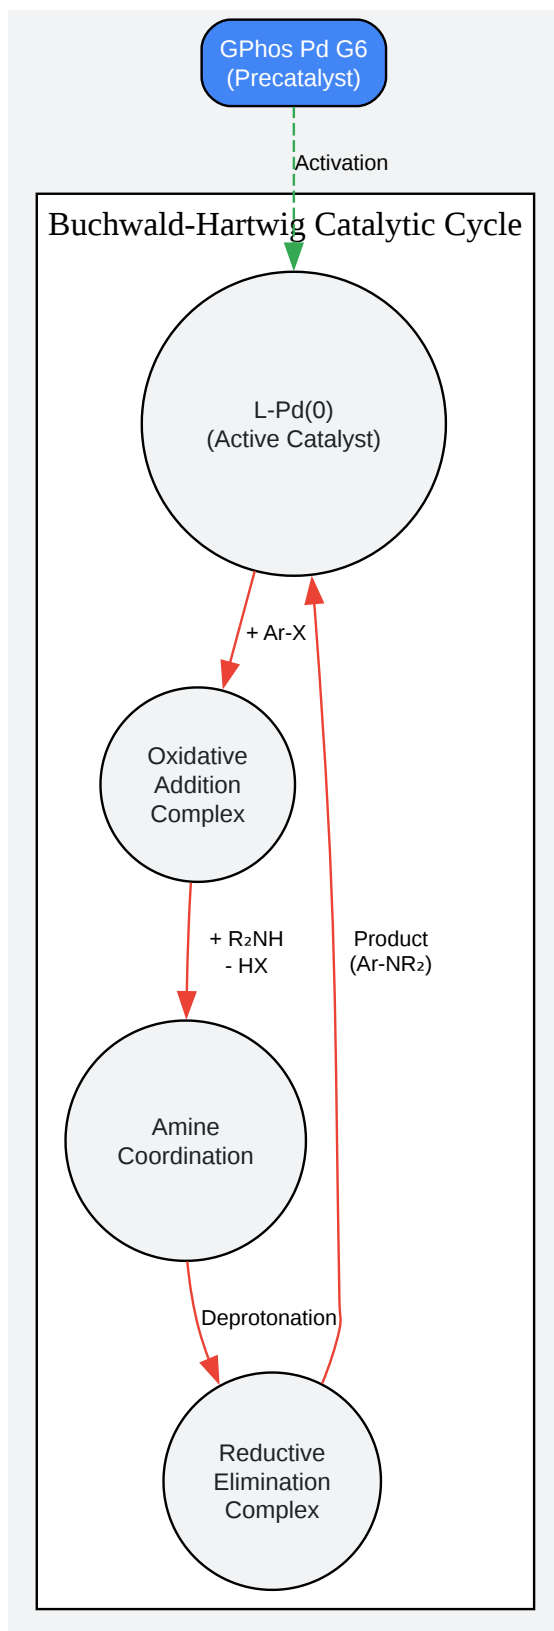 GPhos Pd G6
(Precatalyst)
Activation
Buchwald-Hartwig Catalytic Cycle
L-Pd(0)
(Active Catalyst)
+ Ar-X
Oxidative
Addition
Complex
+ R₂NH
- HX
Product
(Ar-NR₂)
Amine
Coordination
Deprotonation
Reductive
Elimination
Complex